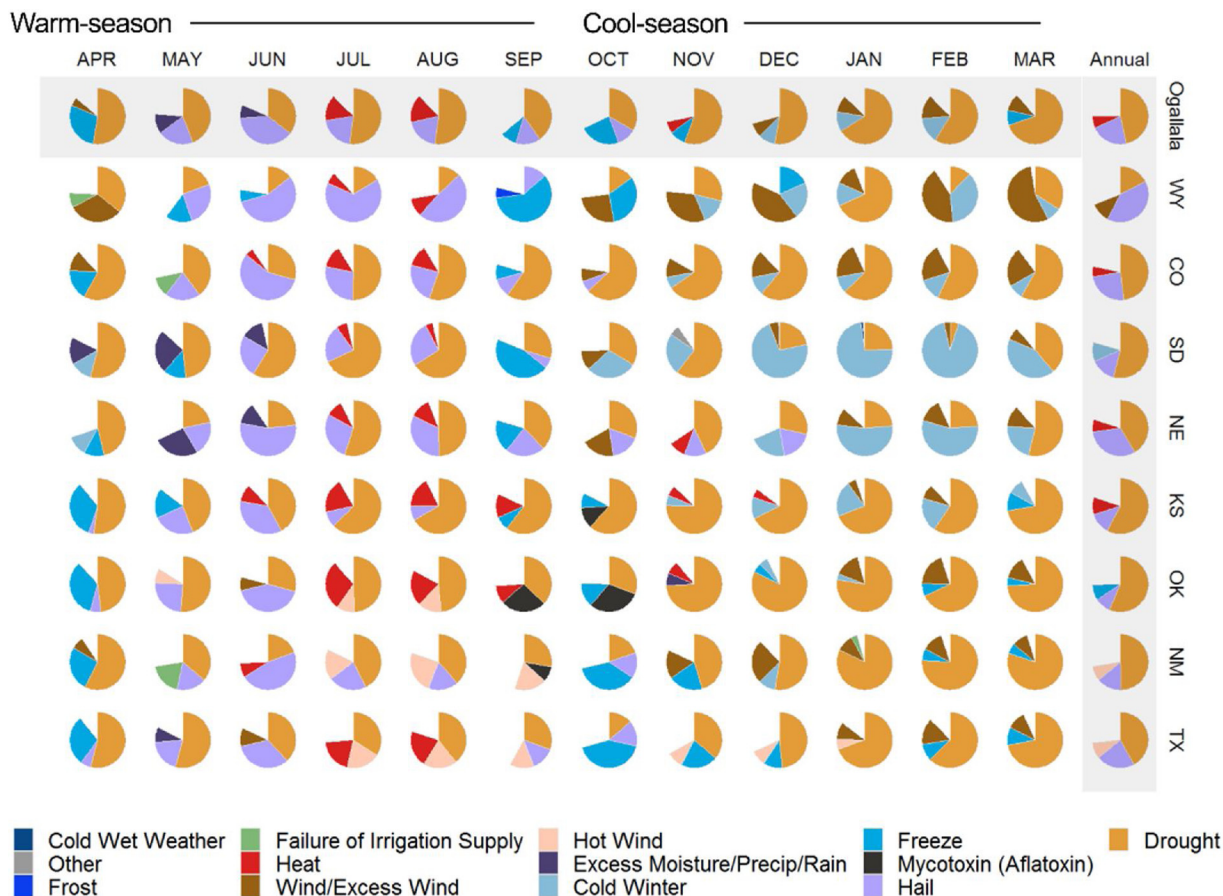 Warm-season Cool-season
APR MAY JUN JUL AUG SEP OCT NOV DEC JAN FEB MAR Annual
Ogallala
WY
CO
SD
NE
KS
OK
NM
TX
Cold Wet Weather Failure of Irrigation Supply Hot Wind Freeze Drought
Other Heat Excess Moisture/Precip/Rain Mycotoxin (Aflatoxin)
Frost Wind/Excess Wind Cold Winter Hail